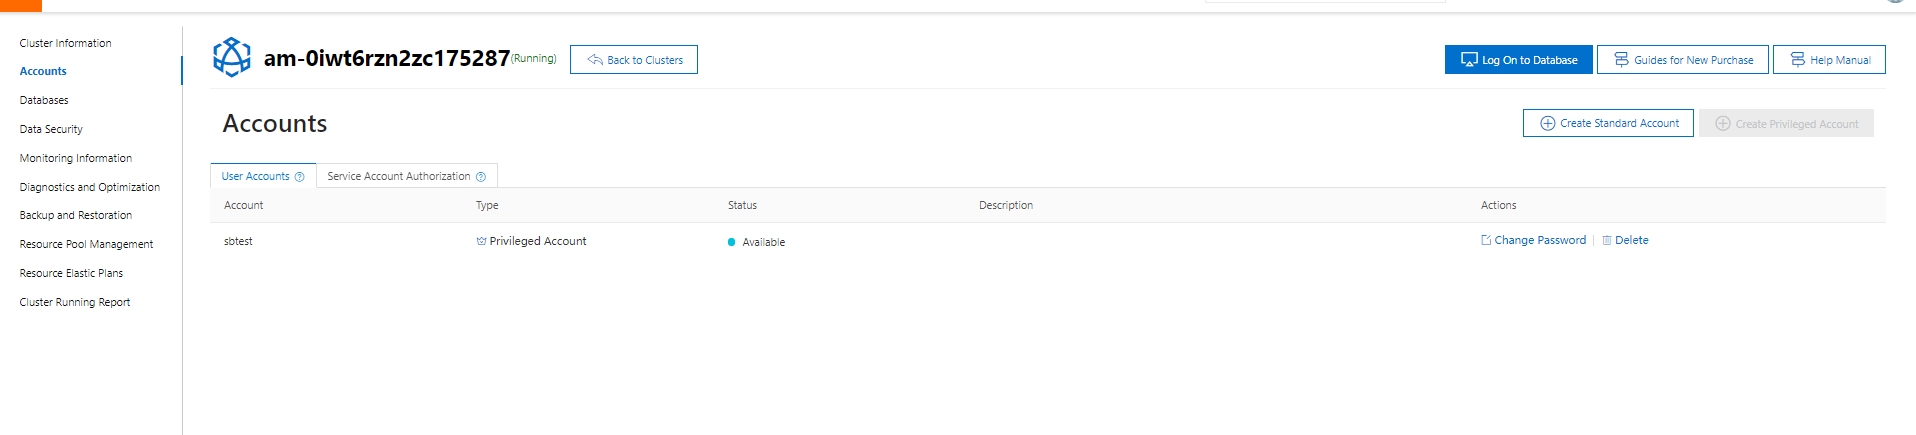 Cluster Information
Accounts
Databases
Data Security
Monitoring Information
Diagnostics and Optimization
Backup and Restoration
Resource Pool Management
Resource Elastic Plans
Cluster Running Report
am-0iwt6rzn2zc175287(Running) Back to Clusters Log On to Database Guides for New Purchase Help Manual
Accounts Create Standard Account Create Privileged Account
User Accounts Service Account Authorization
Account Type Status Description Actions
sbtest Privileged Account Available Change Password Delete